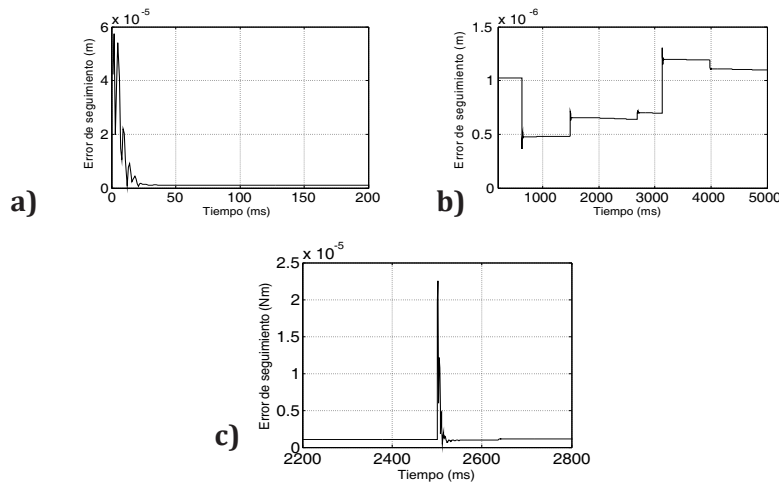 x 10⁻⁵
6
4
2
0
Error de seguimiento (m)
0 50 100 150 200
Tiempo (ms)
a)
x 10⁻⁶
1.5
1
0.5
0
Error de seguimiento (m)
1000 2000 3000 4000 5000
Tiempo (ms)
b)
x 10⁻⁵
2.5
2
1.5
1
0.5
0
Error de seguimiento (Nm)
2200 2400 2600 2800
Tiempo (ms)
c)